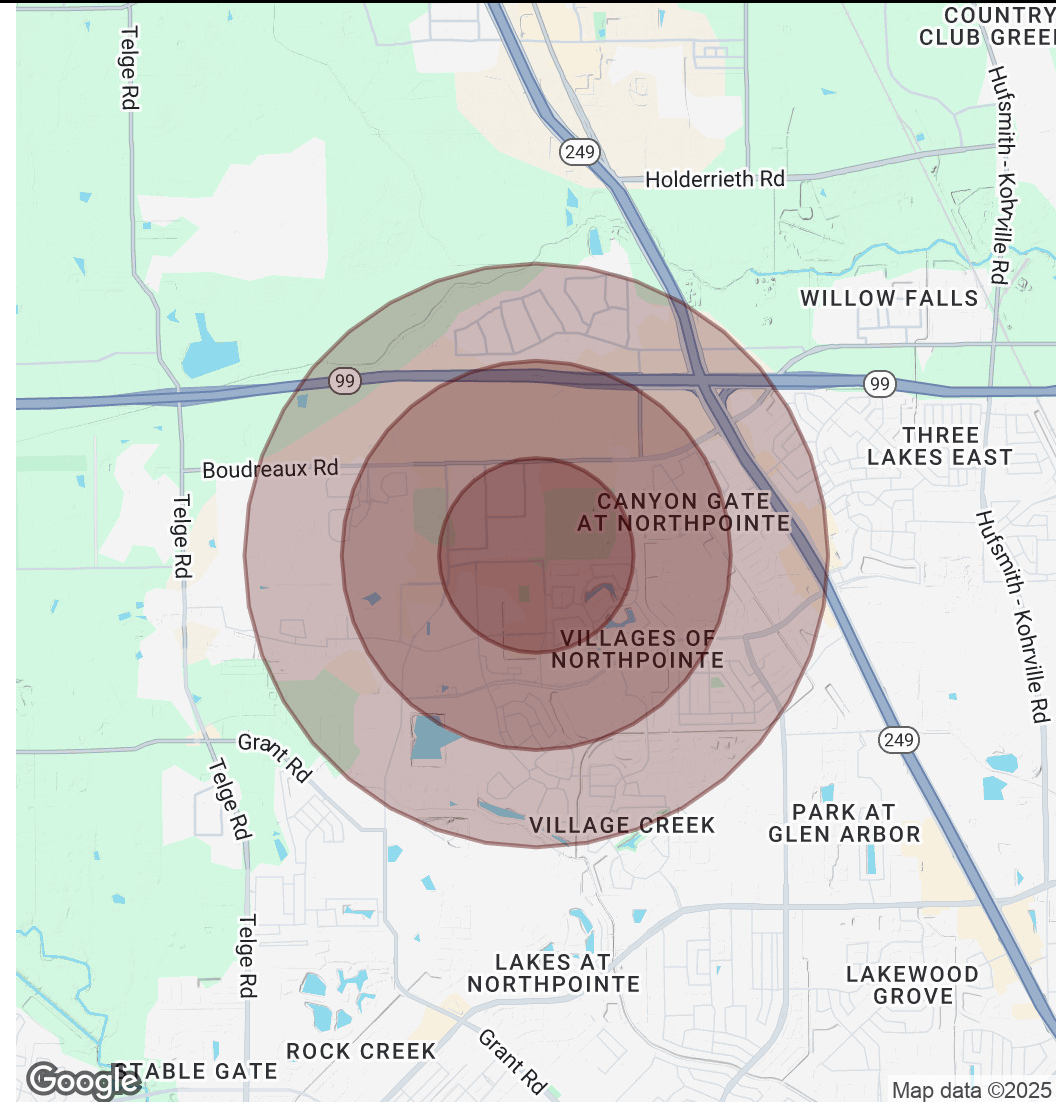 COUNTRY
CLUB GREE
Telge Rd
Hufsmith - Kohrville Rd
249
Holderrieth Rd
WILLOW FALLS
99
99
THREE
LAKES EAST
Boudreaux Rd
Telge Rd
CANYON GATE
AT NORTHPOINTE
Hufsmith - Kohrville Rd
VILLAGES OF
NORTHPOINTE
249
Grant Rd
Telge Rd
PARK AT
GLEN ARBOR
VILLAGE CREEK
Telge Rd
LAKES AT
NORTHPOINTE
LAKEWOOD
GROVE
ROCK CREEK
Grant Rd
STABLE GATE
Google
Map data ©2025